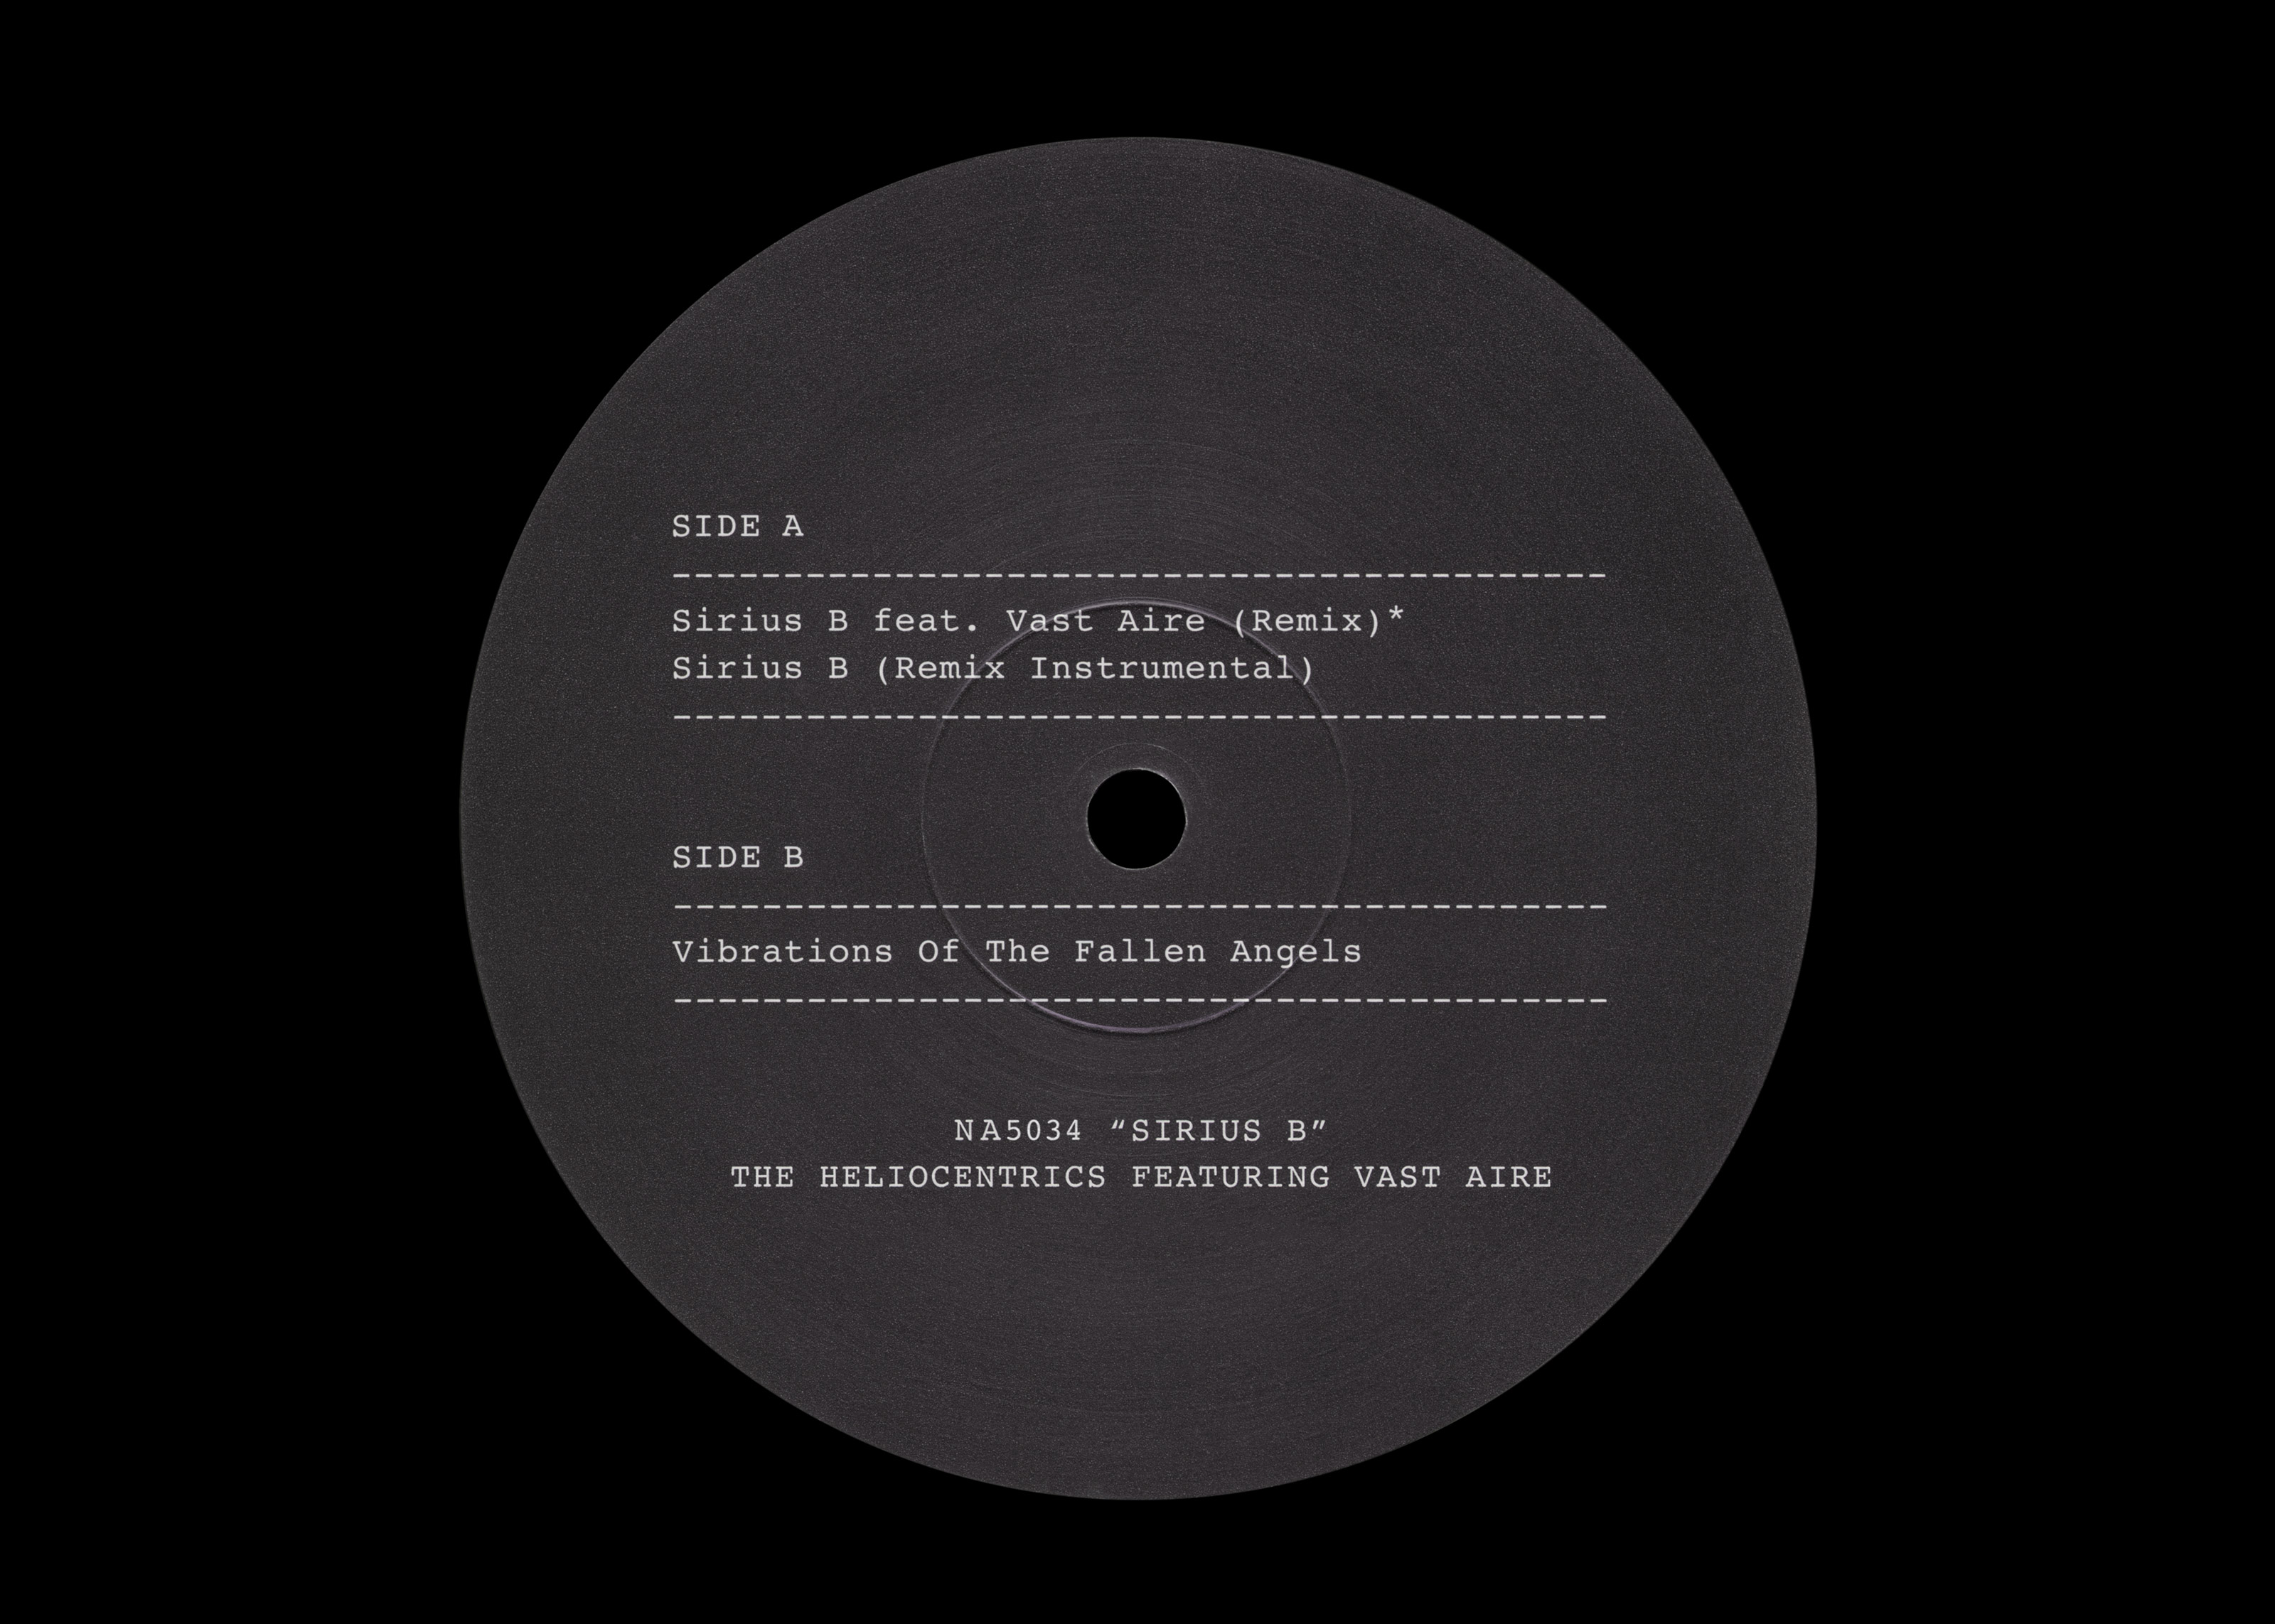 SIDE A
------------------------------------------
Sirius B feat. Vast Aire (Remix)*
Sirius B (Remix Instrumental)
------------------------------------------
SIDE B
------------------------------------------
Vibrations Of The Fallen Angels
------------------------------------------
NA5034 “SIRIUS B”
THE HELIOCENTRICS FEATURING VAST AIRE